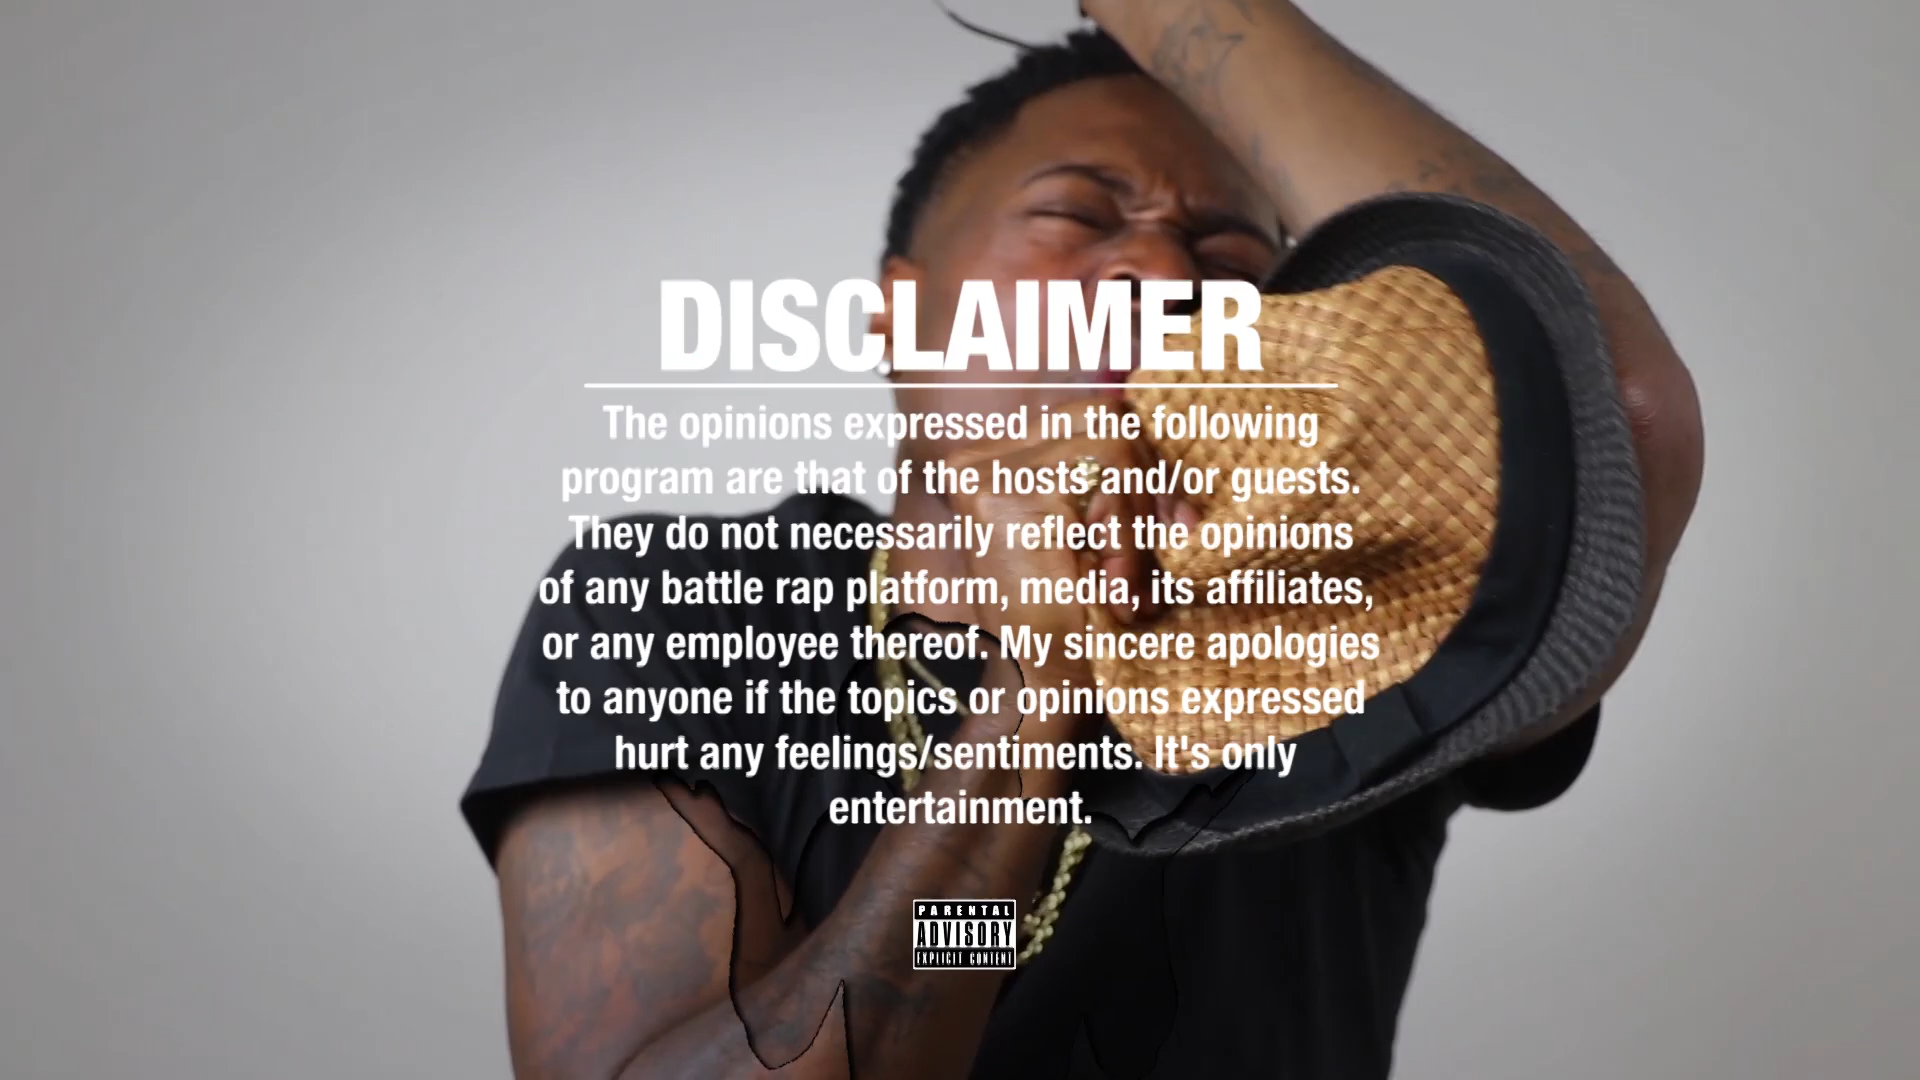 DISCLAIMER
The opinions expressed in the following
program are that of the hosts and/or guests.
They do not necessarily reflect the opinions
of any battle rap platform, media, its affiliates,
or any employee thereof. My sincere apologies
to anyone if the topics or opinions expressed
hurt any feelings/sentiments. It's only
entertainment.
PARENTAL
ADVISORY
EXPLICIT CONTENT